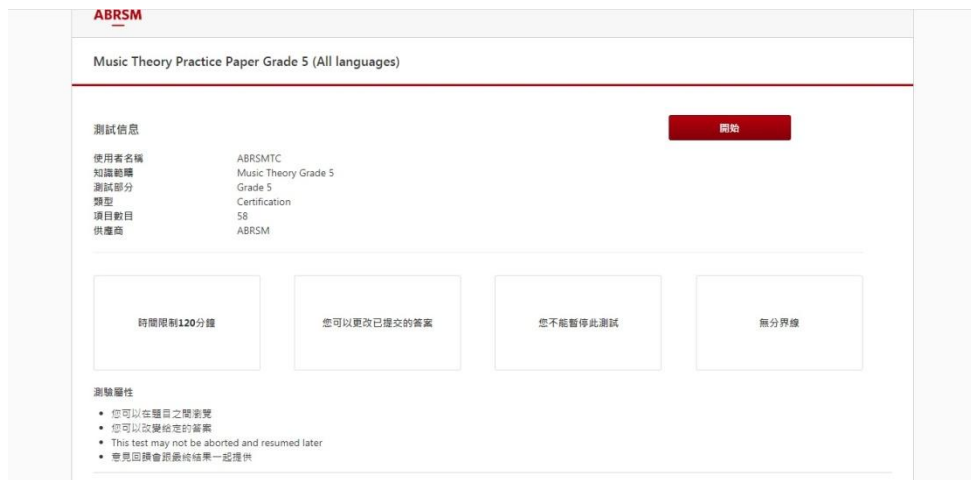 ABRSM
Music Theory Practice Paper Grade 5 (All languages)
測試信息
開始
使用者名稱 ABRSMTC
知識範疇 Music Theory Grade 5
測試部分 Grade 5
類型 Certification
項目數目 58
供應商 ABRSM
時間限制120分鐘
您可以更改已提交的答案
您不能暫停此測試
無分界線
測驗屬性
• 您可以在題目之間瀏覽
• 您可以改變給定的答案
• This test may not be aborted and resumed later
• 意見回饋會跟最終結果一起提供